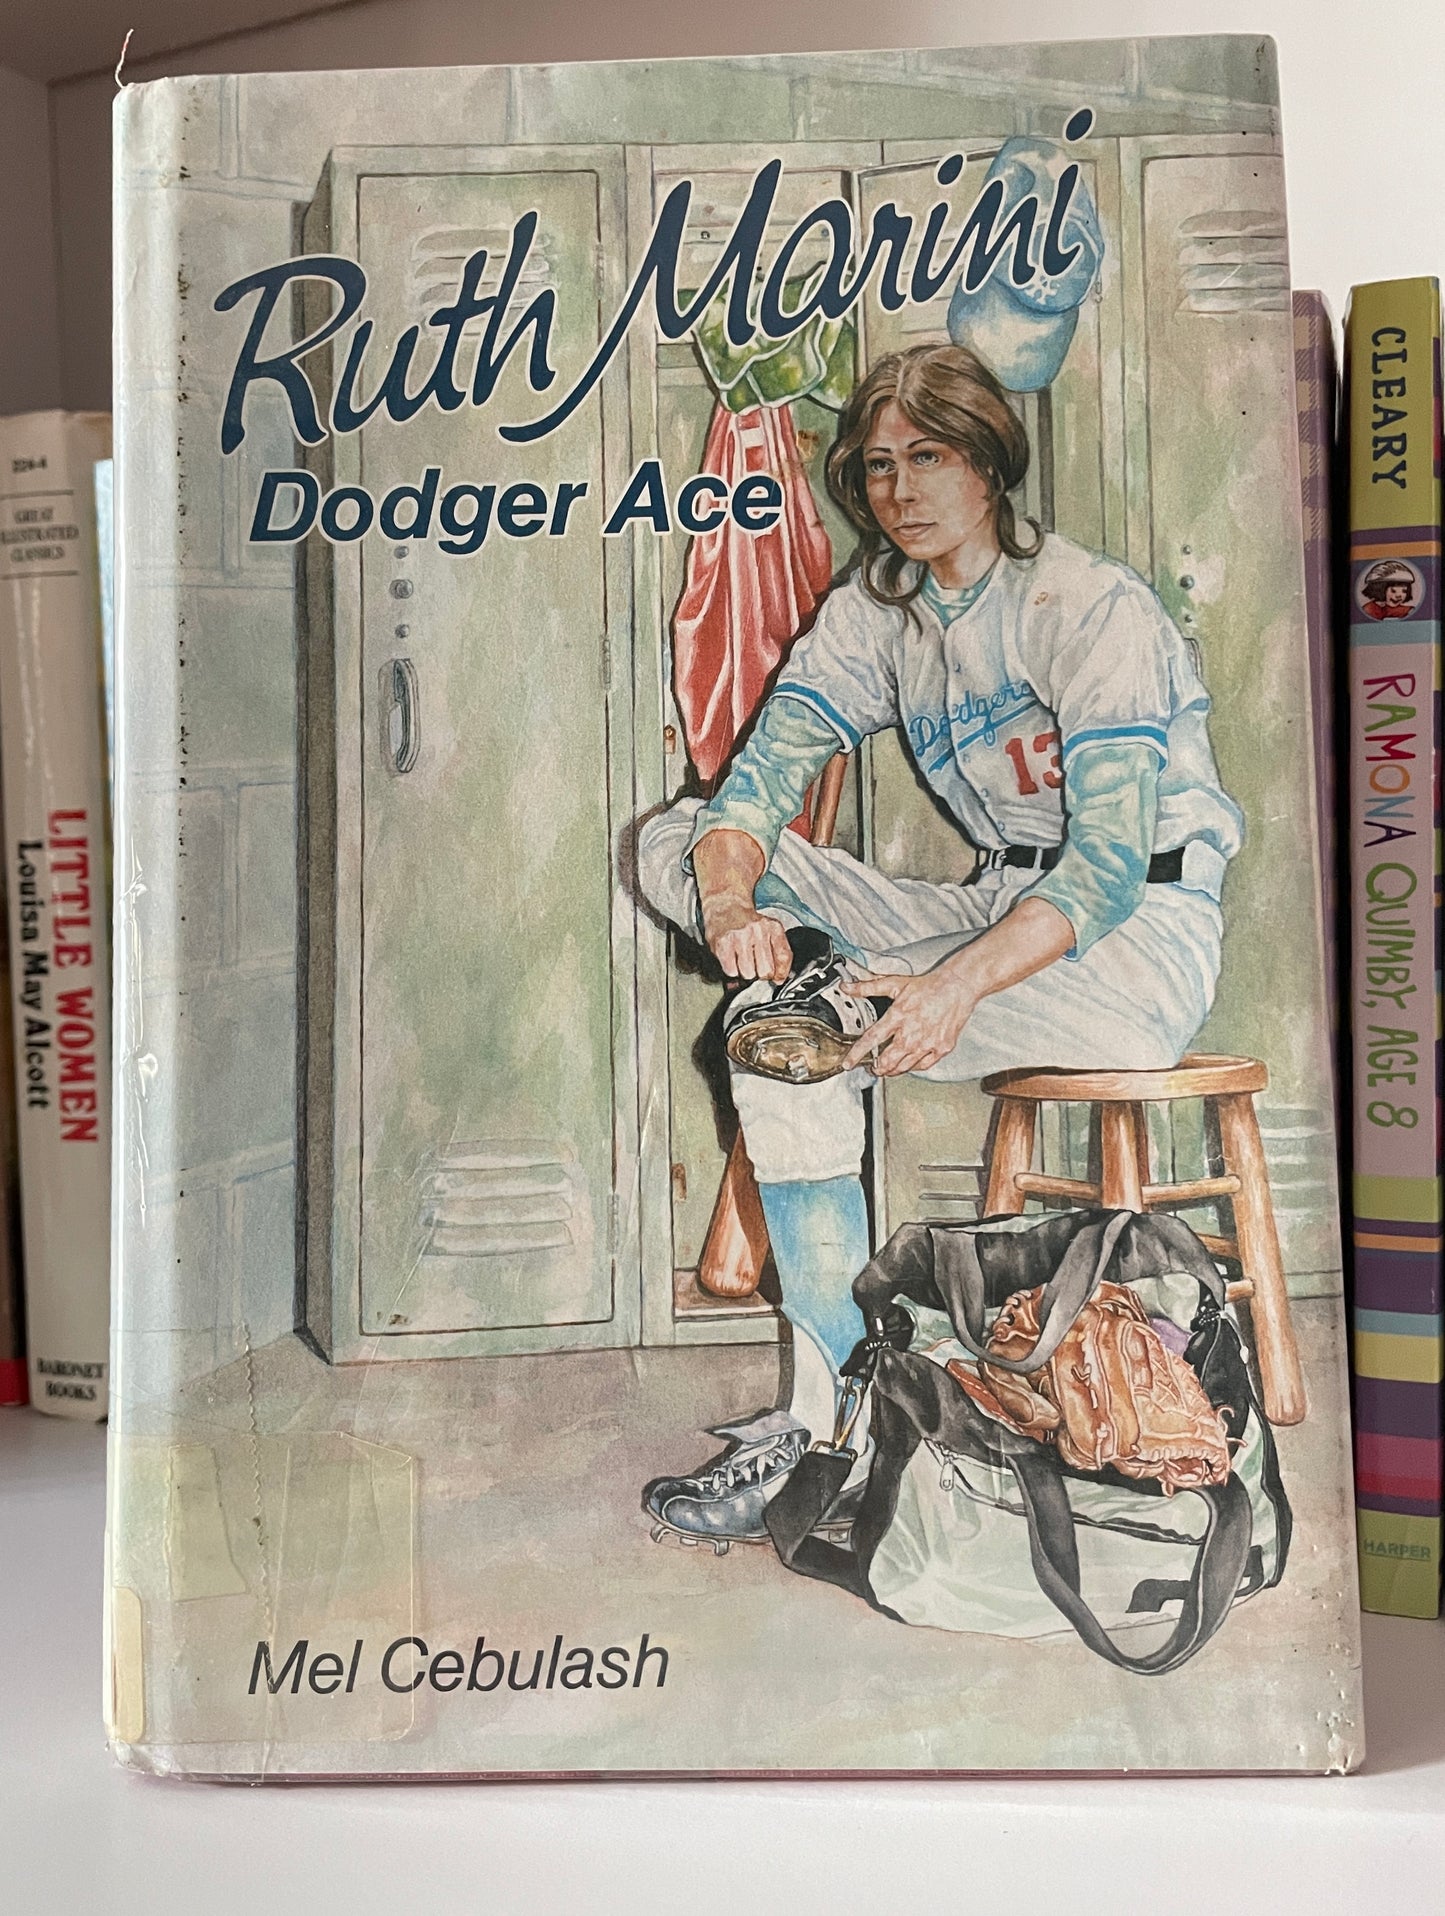 Ruth Marini
Dodger Ace
Dodgers
13
Mel Cebulash
GREAT
ILLUSTRATED
CLASSICS
LITTLE WOMEN
Louisa May Alcott
BARONET
BOOKS
CLEARY
RAMONA QUIMBY, AGE 8
HARPER